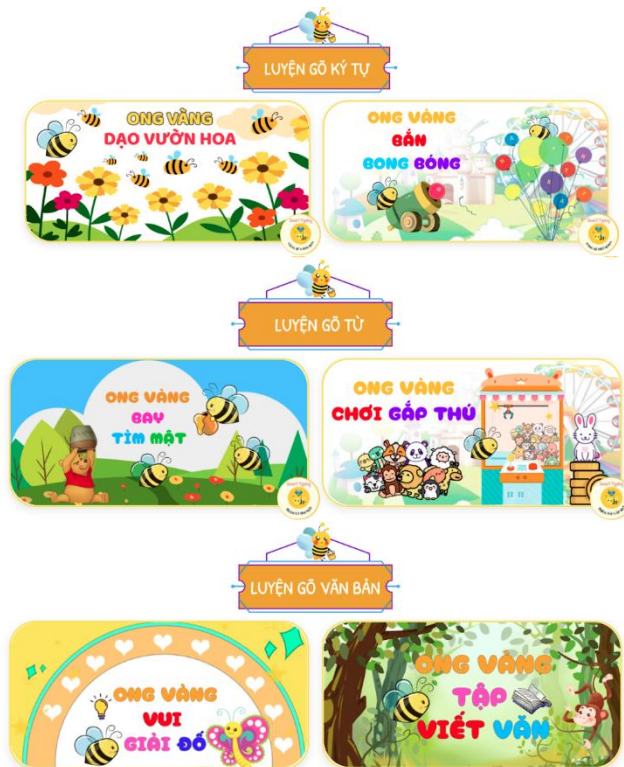 LUYỆN GÕ KÝ TỰ
ONG VÀNG
DẠO VƯỜN HOA
ONG VÀNG
BẮN
BONG BÓNG
LUYỆN GÕ TỪ
ONG VÀNG
BAY
TÌM MẬT
ONG VÀNG
CHƠI GẮP THÚ
LUYỆN GÕ VĂN BẢN
ONG VÀNG
VUI
GIẢI ĐỐ
ONG VÀNG
TẬP
VIẾT VĂN